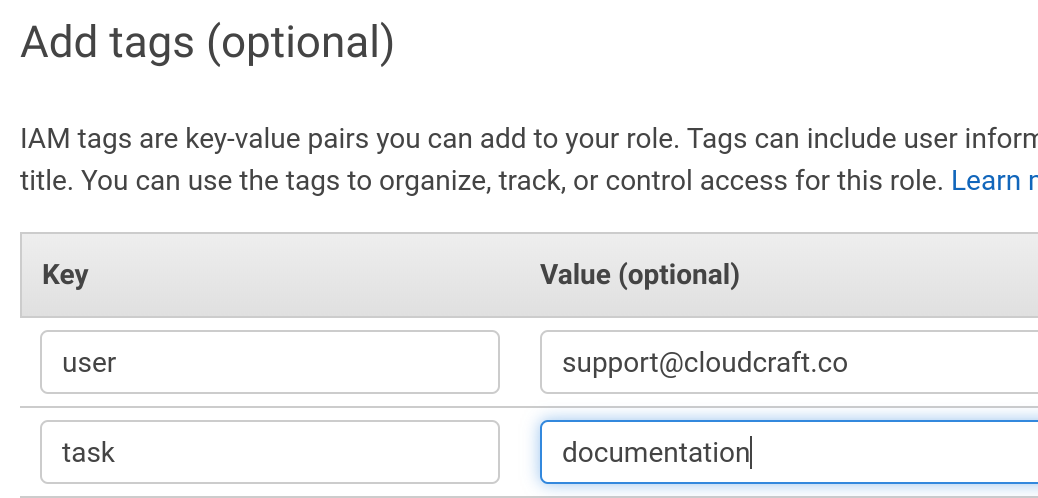 Add tags (optional)
IAM tags are key-value pairs you can add to your role. Tags can include user inform
title. You can use the tags to organize, track, or control access for this role. Learn
Key Value (optional)
user support@cloudcraft.co
task documentation